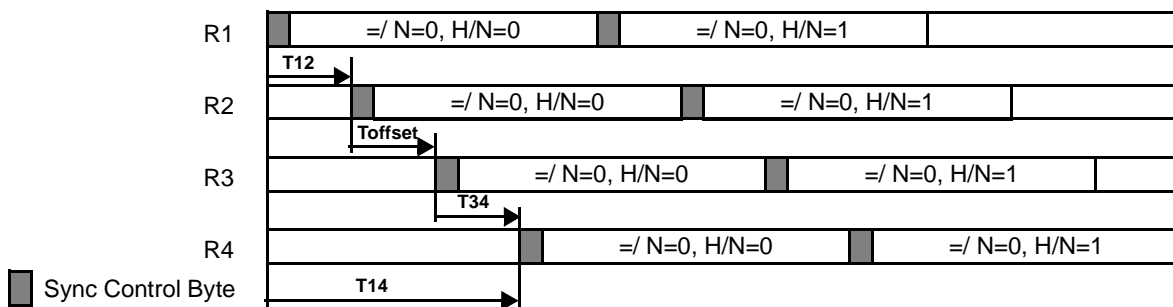 R1 =/ N=0, H/N=0 =/ N=0, H/N=1
T12
R2 =/ N=0, H/N=0 =/ N=0, H/N=1
Toffset
R3 =/ N=0, H/N=0 =/ N=0, H/N=1
T34
R4 =/ N=0, H/N=0 =/ N=0, H/N=1
Sync Control Byte T14